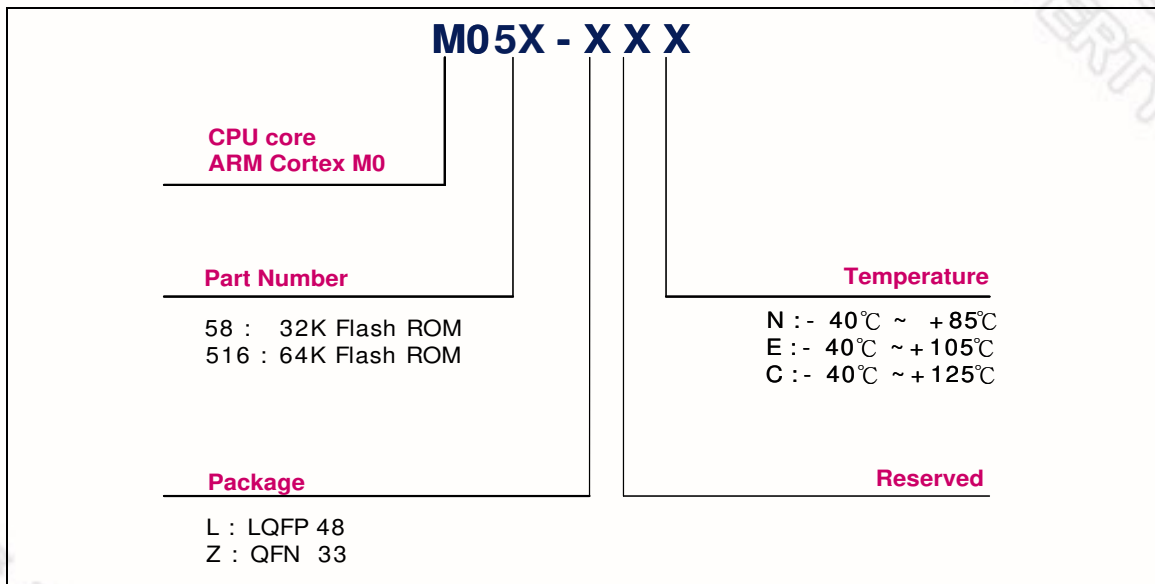 M05X - X X X
CPU core
ARM Cortex M0
Part Number
58 : 32K Flash ROM
516 : 64K Flash ROM
Temperature
N : - 40℃ ~ + 85℃
E : - 40℃ ~ + 105℃
C : - 40℃ ~ + 125℃
Package
L : LQFP 48
Z : QFN 33
Reserved